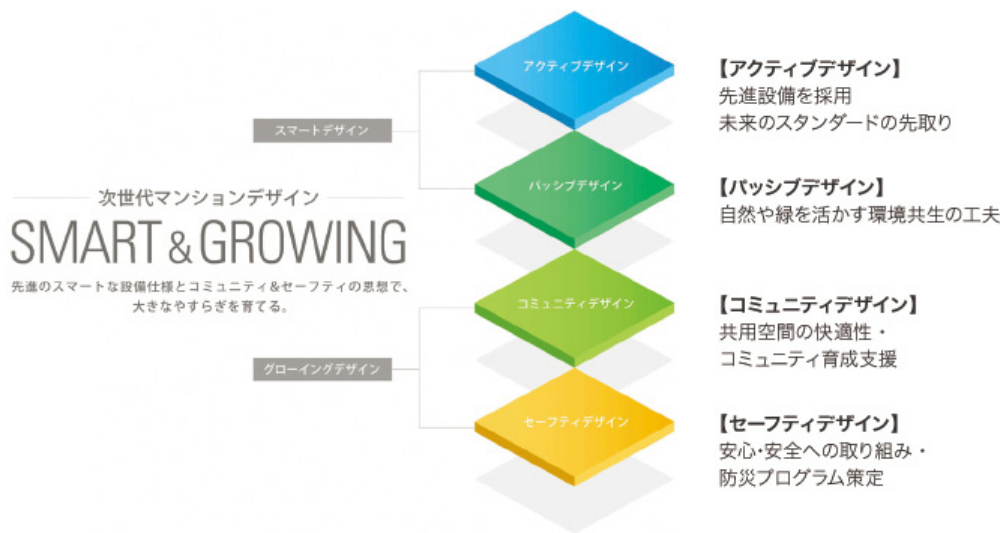 次世代マンションデザイン
SMART & GROWING
先進のスマートな設備仕様とコミュニティ&セーフティの思想で、
大きなやすらぎを育てる。
スマートデザイン
グローイングデザイン
アクティブデザイン
パッシブデザイン
コミュニティデザイン
セーフティデザイン
【アクティブデザイン】
先進設備を採用
未来のスタンダードの先取り
【パッシブデザイン】
自然や緑を活かす環境共生の工夫
【コミュニティデザイン】
共用空間の快適性・
コミュニティ育成支援
【セーフティデザイン】
安心・安全への取り組み・
防災プログラム策定